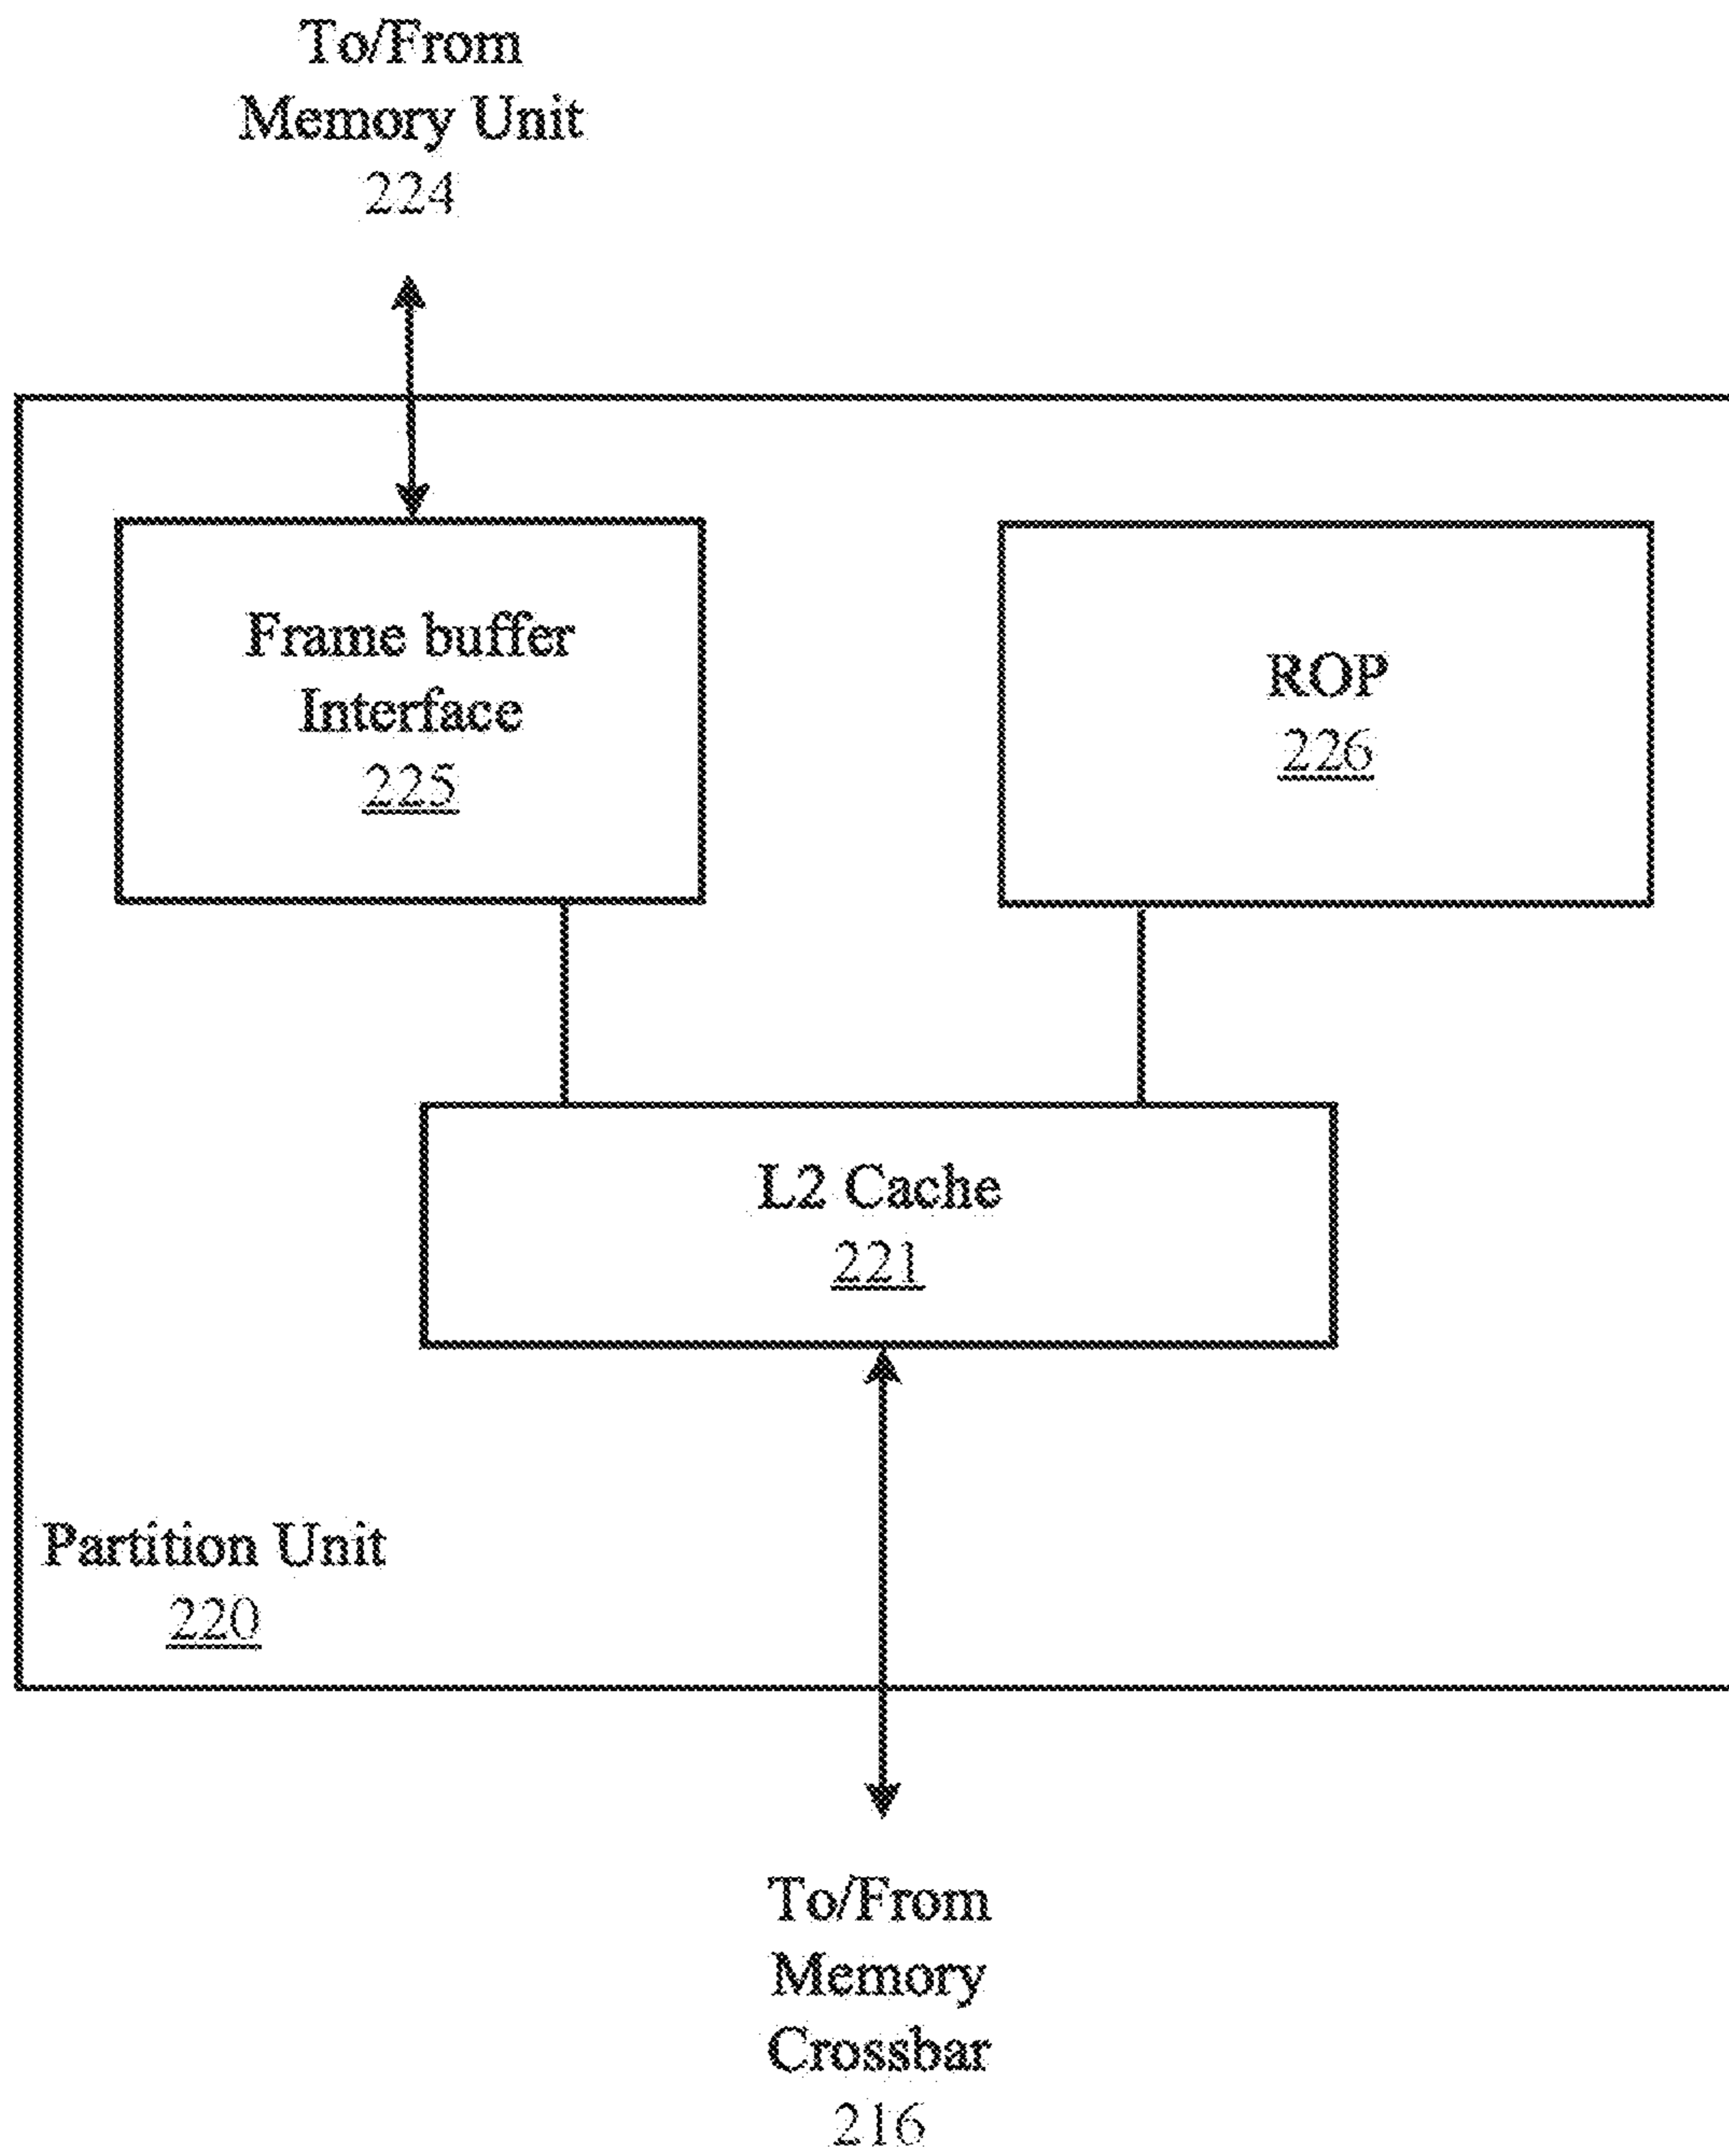 To/From
Memory Unit
224
Frame buffer
Interface
225
ROP
226
L2 Cache
221
Partition Unit
220
To/From
Memory
Crossbar
216